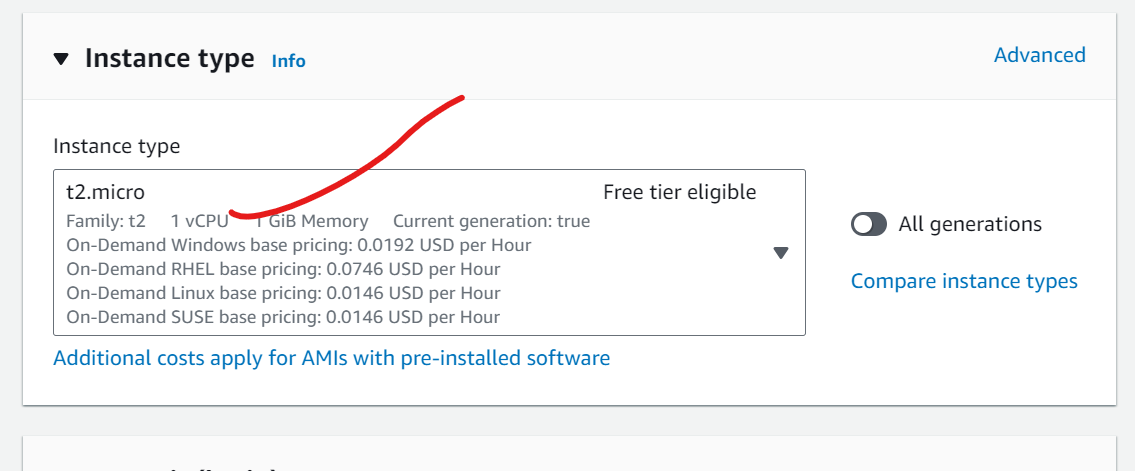 Instance type Info Advanced
Instance type
t2.micro Free tier eligible
Family: t2 1 vCPU 1 GiB Memory Current generation: true
On-Demand Windows base pricing: 0.0192 USD per Hour
On-Demand RHEL base pricing: 0.0746 USD per Hour
On-Demand Linux base pricing: 0.0146 USD per Hour
On-Demand SUSE base pricing: 0.0146 USD per Hour
All generations
Compare instance types
Additional costs apply for AMIs with pre-installed software